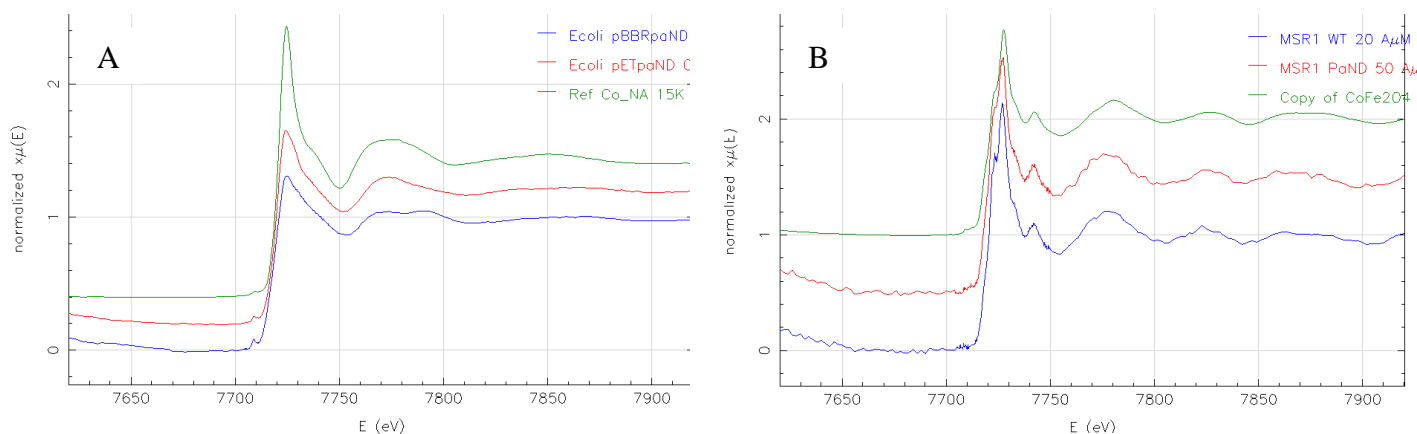 A
Ecoli pBBRpaND
Ecoli pETpaND C
Ref Co_NA 15K
normalized xμ(E)
2
1
0
7650
7700
7750
7800
7850
7900
E (eV)
B
MSR1 WT 20 AμM
MSR1 PaND 50 Aμ
Copy of CoFe2O4
normalized xμ(E)
2
1
0
7650
7700
7750
7800
7850
7900
E (eV)